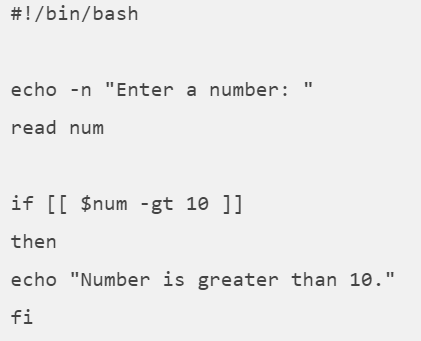 #!/bin/bash
echo -n "Enter a number: "
read num
if [[ $num -gt 10 ]]
then
echo "Number is greater than 10."
fi